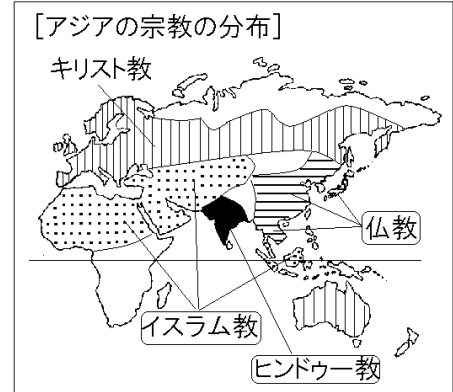 [アジアの宗教の分布]
キリスト教
仏教
イスラム教
ヒンドゥー教